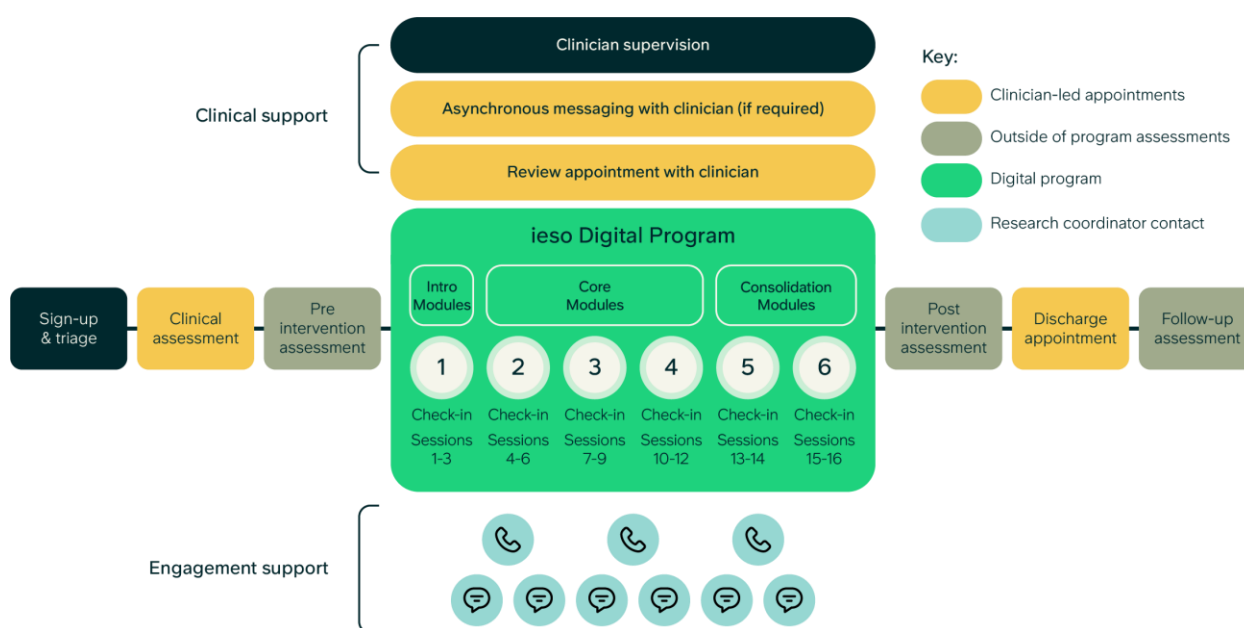 Clinician supervision
Key:
Clinical support
Asynchronous messaging with clinician (if required)
Clinician-led appointments
Review appointment with clinician
Outside of program assessments
Digital program
Research coordinator contact
ieso Digital Program
Intro
Modules
Core
Modules
Consolidation
Modules
Sign-up
& triage
Clinical
assessment
Pre
intervention
assessment
1
2
3
4
5
6
Check-in
Sessions
1-3
Check-in
Sessions
4-6
Check-in
Sessions
7-9
Check-in
Sessions
10-12
Check-in
Sessions
13-14
Check-in
Sessions
15-16
Post
intervention
assessment
Discharge
appointment
Follow-up
assessment
Engagement support